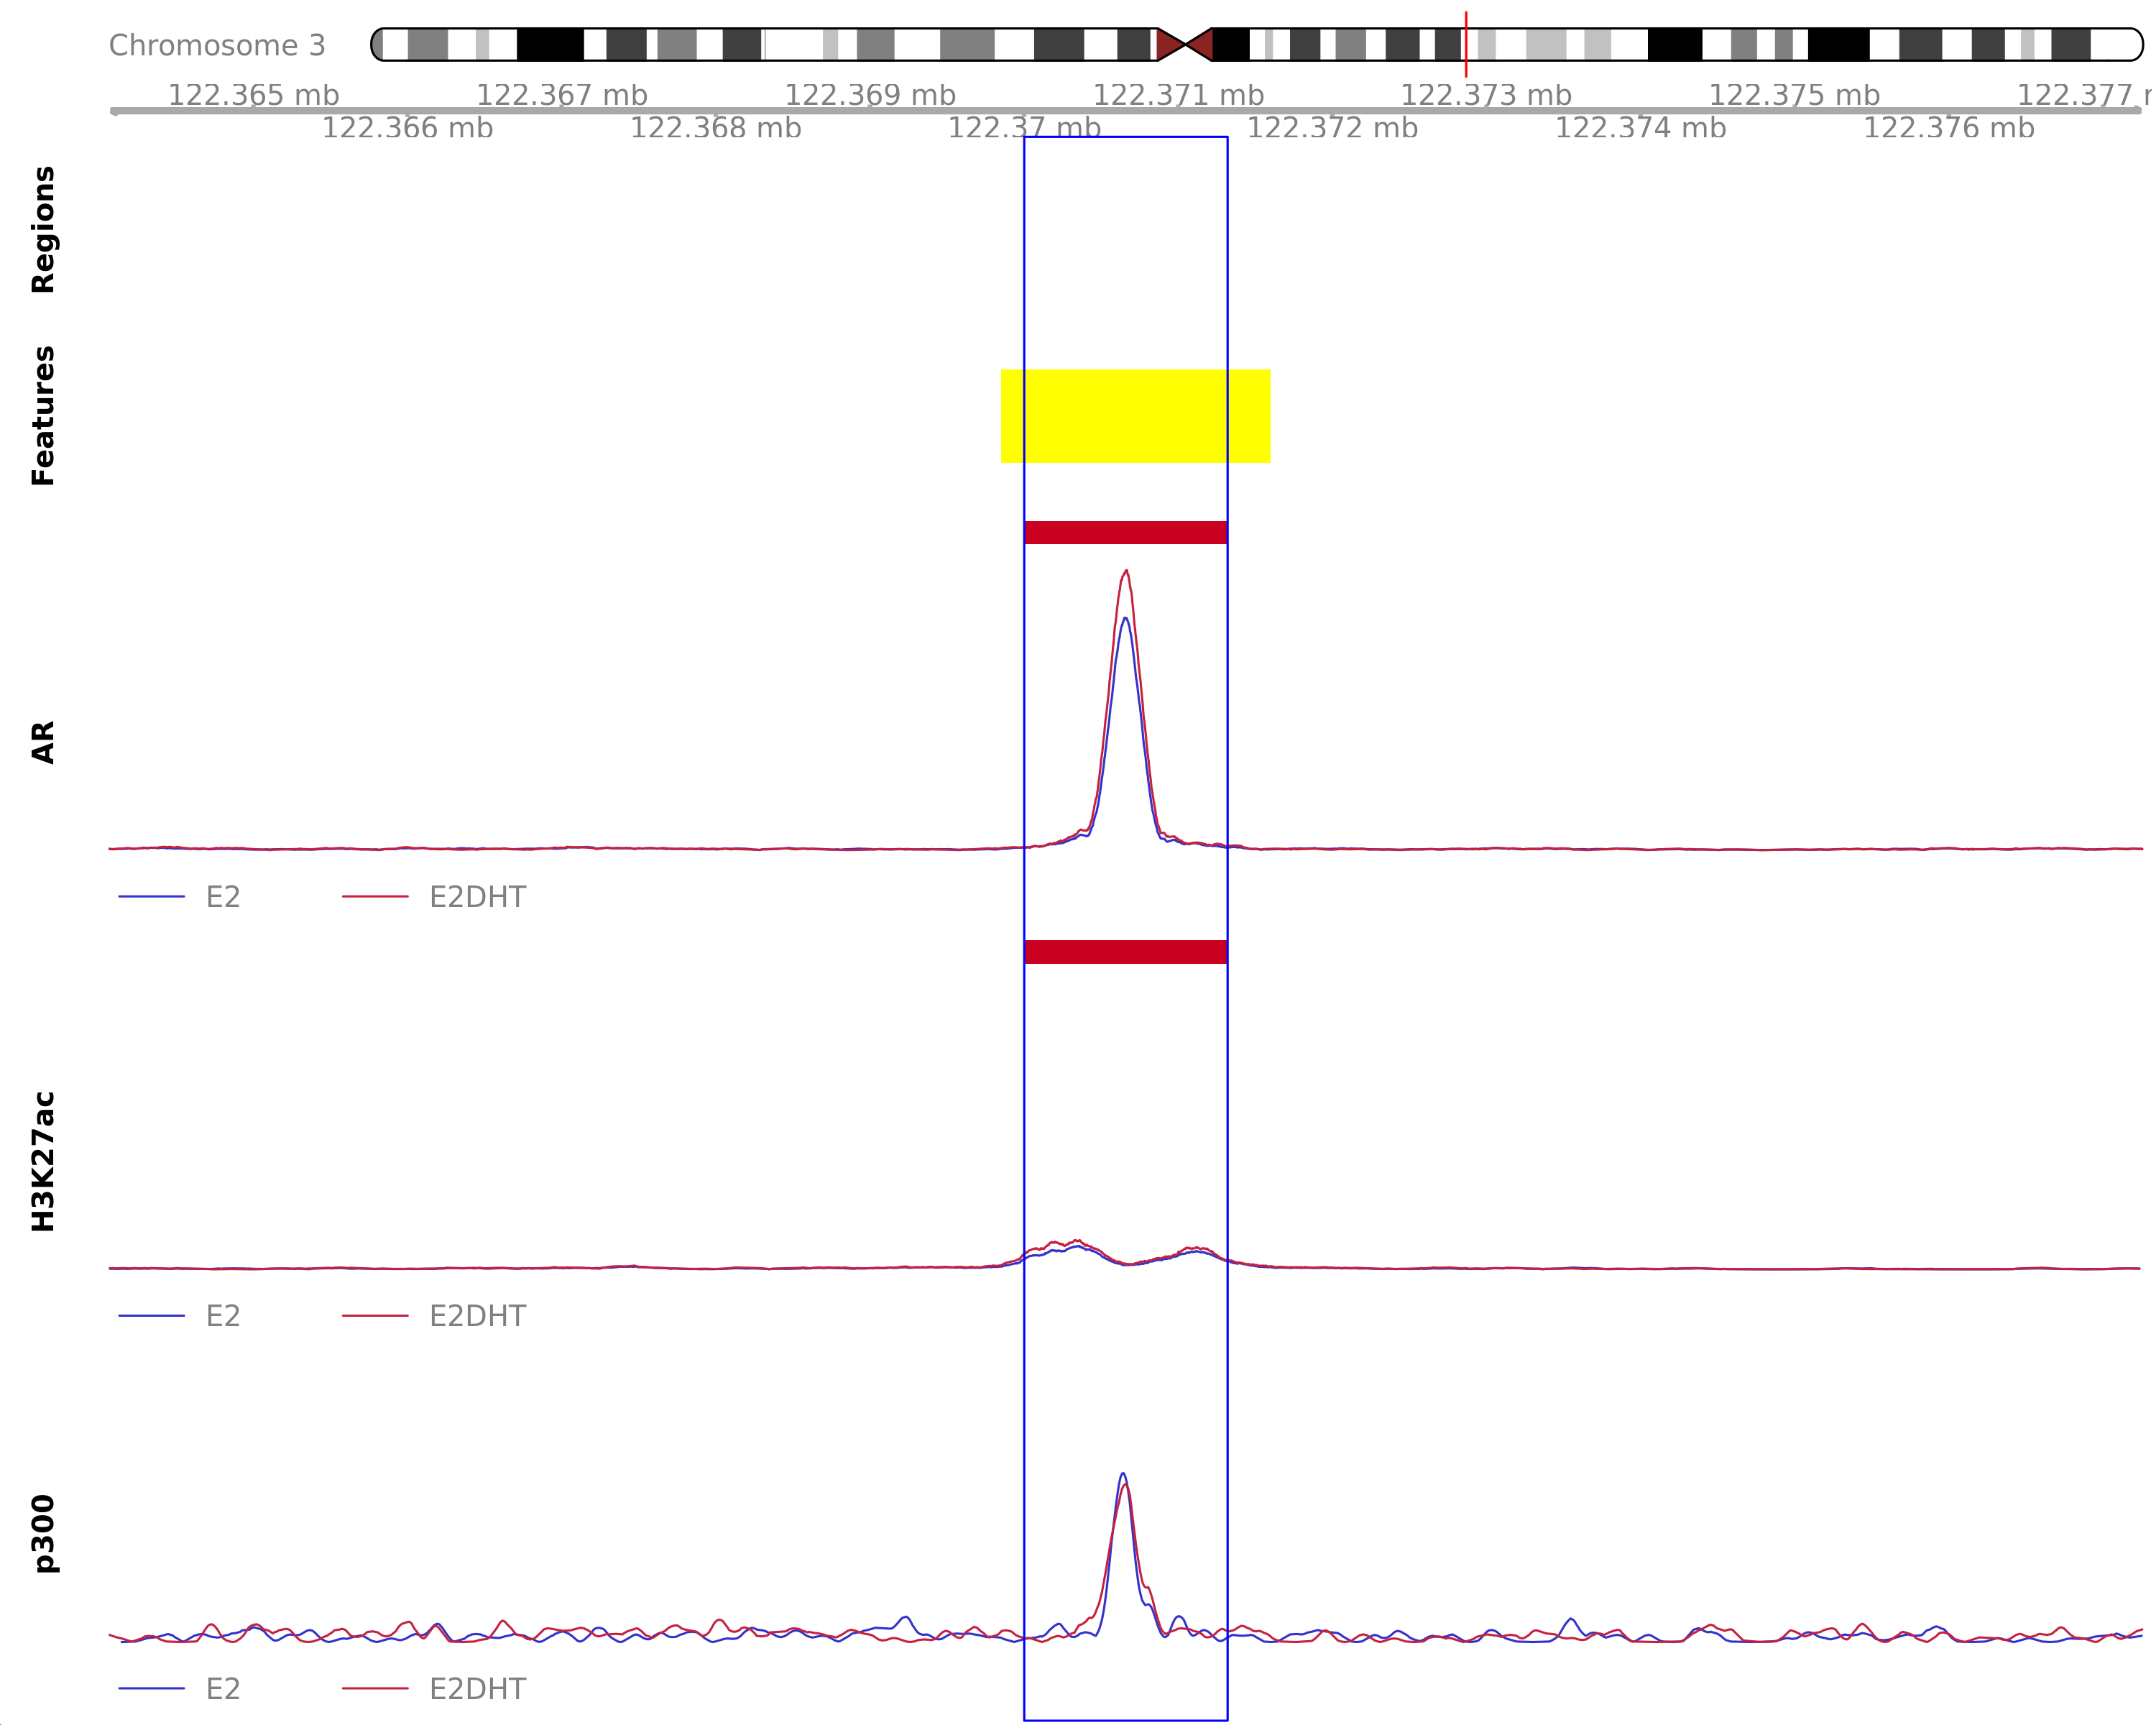 Chromosome 3
122.365 mb 122.367 mb 122.369 mb 122.371 mb 122.373 mb 122.375 mb 122.377 r
122.366 mb 122.368 mb 122.37 mb 122.372 mb 122.374 mb 122.376 mb
Regions
Features
AR
E2 E2DHT
H3K27ac
E2 E2DHT
p300
E2 E2DHT